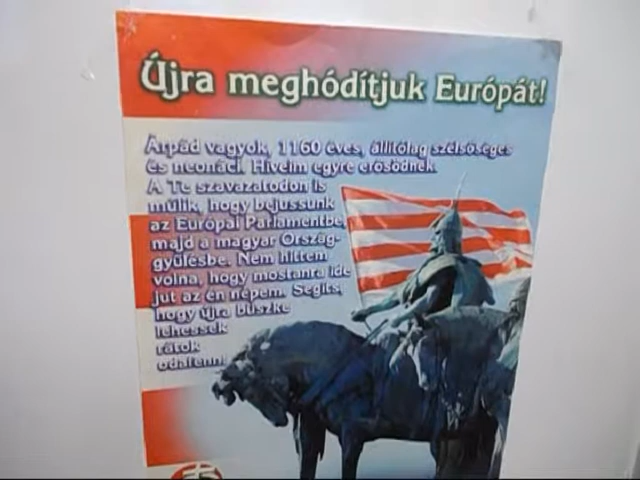 Újra meghódítjuk Európát!
Árpád vagyok, 1160 éves, állítólag szélsőséges
és neonáci. Híveim egyre erősödnek.
A Te szavazatodon is
múlik, hogy bejussunk
az Európai Parlamentbe,
majd a magyar Ország-
gyűlésbe. Nem hittem
volna, hogy mostanra ide
jut az én népem. Segíts,
hogy újra büszke
lehessek
rátok
odafenn!